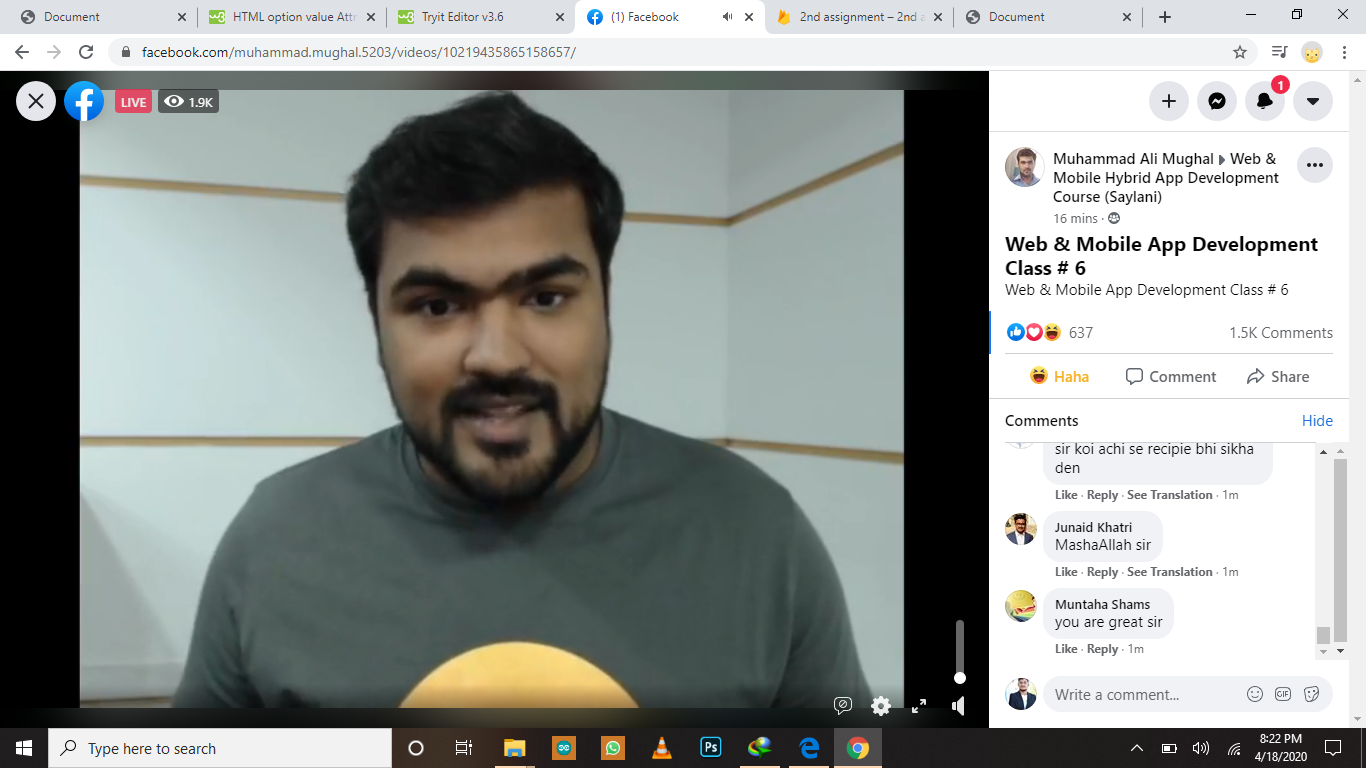 Document
HTML option value Attr
Tryit Editor v3.6
(1) Facebook
2nd assignment – 2nd a
Document
facebook.com/muhammad.mughal.5203/videos/10219435865158657/
LIVE
1.9K
1
Muhammad Ali Mughal Web &
Mobile Hybrid App Development
Course (Saylani)
16 mins ·
Web & Mobile App Development
Class # 6
Web & Mobile App Development Class # 6
637
1.5K Comments
Haha
Comment
Share
Comments
Hide
sir koi achi se recipie bhi sikha
den
Like · Reply · See Translation · 1m
Junaid Khatri
MashaAllah sir
Like · Reply · See Translation · 1m
Muntaha Shams
you are great sir
Like · Reply · 1m
Write a comment...
GIF
Type here to search
Ps
8:22 PM
4/18/2020